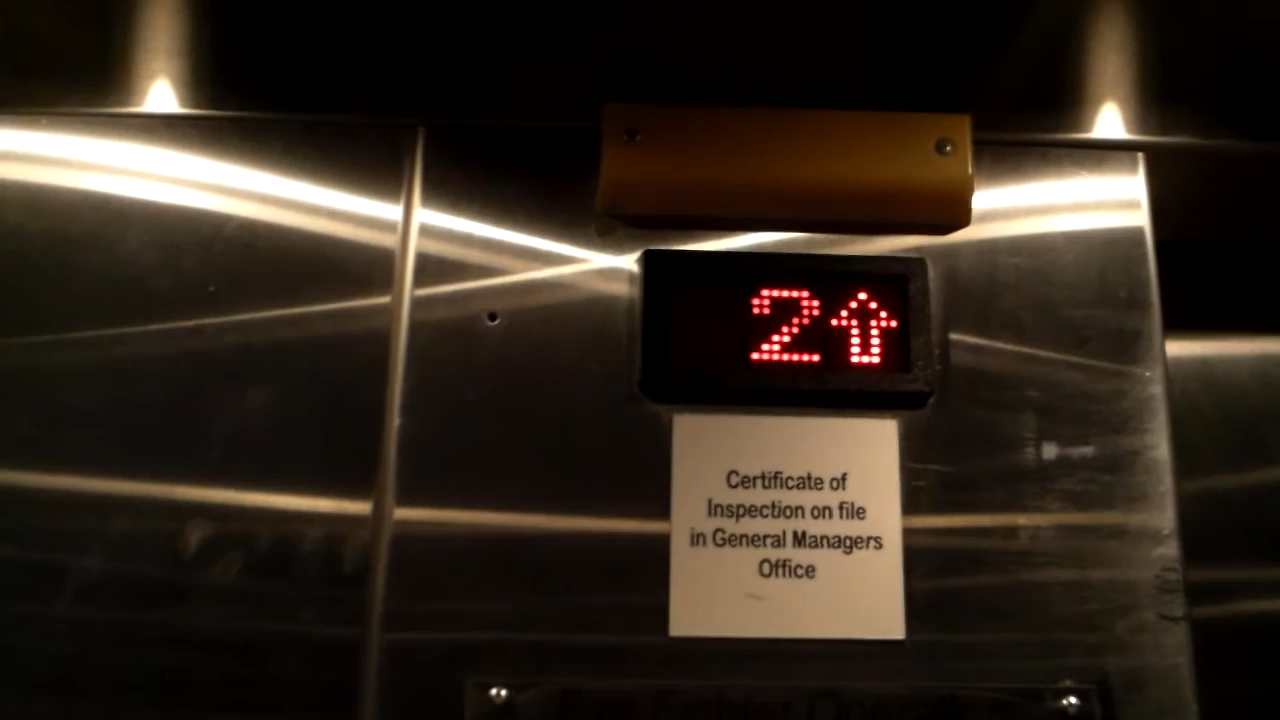 2↑
Certificate of
Inspection on file
in General Managers
Office